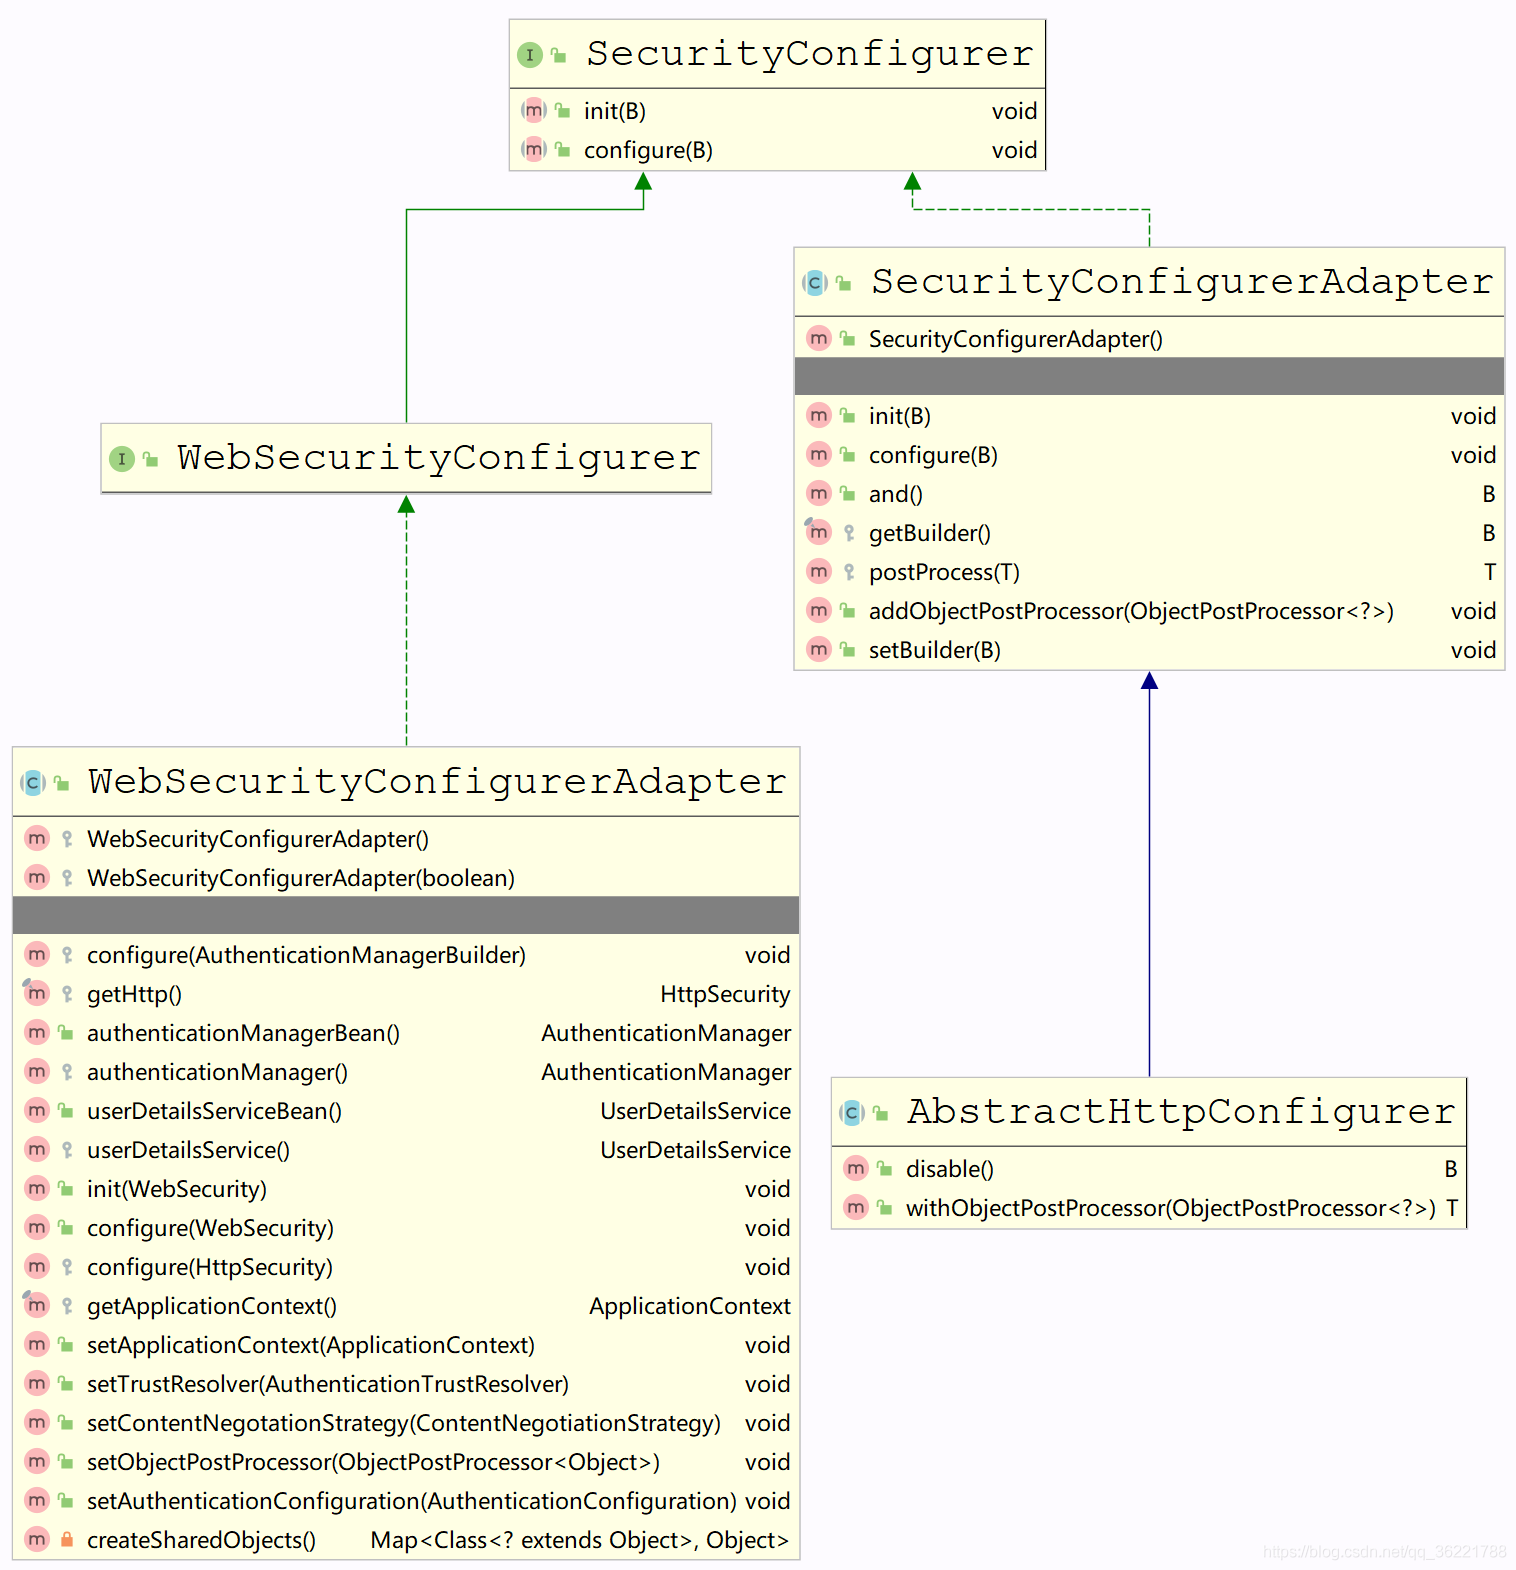 SecurityConfigurer
init(B) void
configure(B) void
SecurityConfigurerAdapter
SecurityConfigurerAdapter()
init(B) void
configure(B) void
and() B
getBuilder() B
postProcess(T) T
addObjectPostProcessor(ObjectPostProcessor<?>) void
setBuilder(B) void
WebSecurityConfigurer
WebSecurityConfigurerAdapter
WebSecurityConfigurerAdapter()
WebSecurityConfigurerAdapter(boolean)
configure(AuthenticationManagerBuilder) void
getHttp() HttpSecurity
authenticationManagerBean() AuthenticationManager
authenticationManager() AuthenticationManager
userDetailsServiceBean() UserDetailsService
userDetailsService() UserDetailsService
init(WebSecurity) void
configure(WebSecurity) void
configure(HttpSecurity) void
getApplicationContext() ApplicationContext
setApplicationContext(ApplicationContext) void
setTrustResolver(AuthenticationTrustResolver) void
setContentNegotationStrategy(ContentNegotiationStrategy) void
setObjectPostProcessor(ObjectPostProcessor<Object>) void
setAuthenticationConfiguration(AuthenticationConfiguration) void
createSharedObjects() Map<Class<? extends Object>, Object>
AbstractHttpConfigurer
disable() B
withObjectPostProcessor(ObjectPostProcessor<?>) T
https://blog.csdn.net/qq_36221788